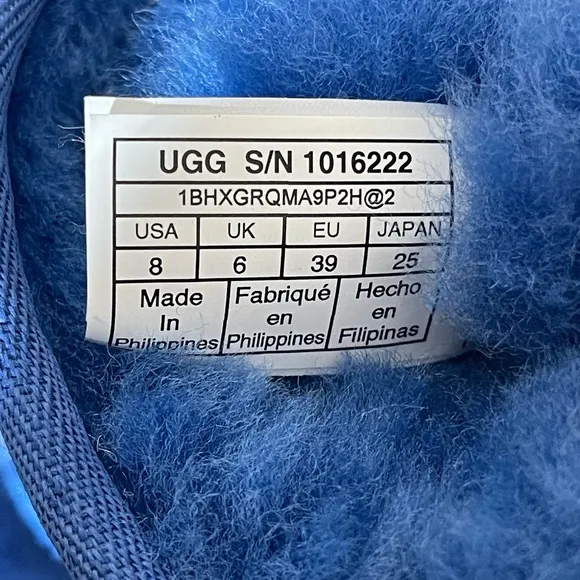 UGG S/N 1016222
1BHXGRQMA9P2H@2
USA UK EU JAPAN
8 6 39 25
Made Fabriqué Hecho
In en en
Philippines Philippines Filipinas